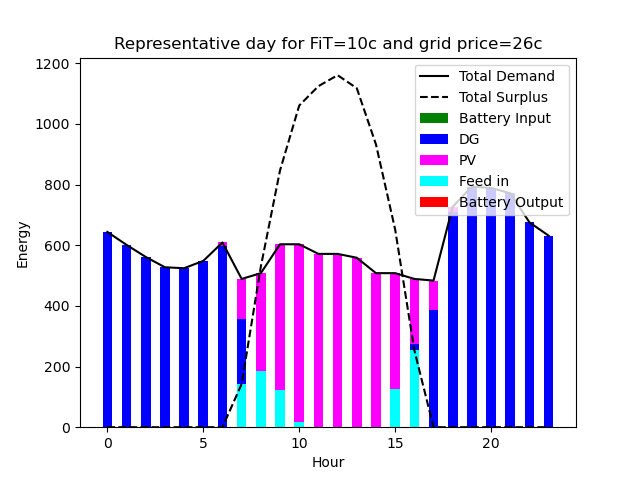 Representative day for FiT=10c and grid price=26c
1200
1000
800
600
400
200
0
Energy
Total Demand
Total Surplus
Battery Input
DG
PV
Feed in
Battery Output
0 5 10 15 20
Hour